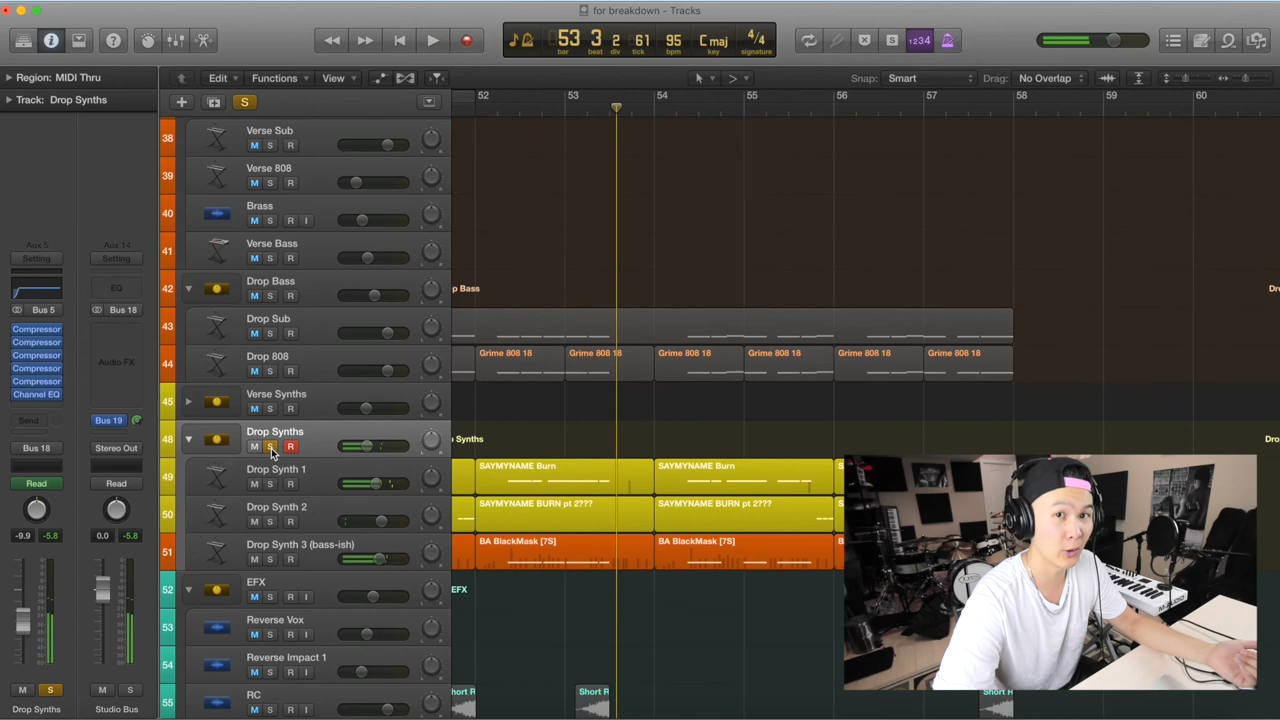 for breakdown - Tracks
53 3 2 61 95 C maj 4/4
bar beat div tick bpm key signature
1234
Region: MIDI Thru
Edit Functions View Snap: Smart Drag: No Overlap
Track: Drop Synths
S
52 53 54 55 56 57 58 59 60
38 Verse Sub
M S R
39 Verse 808
M S R
40 Brass
M S R I
41 Verse Bass
M S R
42 Drop Bass
M S R
p Bass
Dro
43 Drop Sub
M S R
44 Drop 808
M S R
Grime 808 18 Grime 808 18 Grime 808 18 Grime 808 18 Grime 808 18 Grime 808 18
45 Verse Synths
M S R
48 Drop Synths
M S R
Synths
Dro
49 Drop Synth 1
M S R
SAYMYNAME Burn SAYMYNAME Burn
50 Drop Synth 2
M S R
SAYMYNAME BURN pt 2??? SAYMYNAME BURN pt 2???
51 Drop Synth 3 (bass-ish)
M S R
BA BlackMask [7S] BA BlackMask [7S]
52 EFX
M S R I
EFX
53 Reverse Vox
M S R I
54 Reverse Impact 1
M S R I
55 RC
M S R I
Short R Short R
Aux 5 Aux 14
Setting Setting
EQ
Bus 5 Bus 18
Compressor
Compressor
Compressor
Compressor
Compressor
Channel EQ
Audio FX
Send Bus 19
Bus 18 Stereo Out
Read Read
-9.9 -5.8 0.0 -5.8
M S M S
Drop Synths Studio Bus